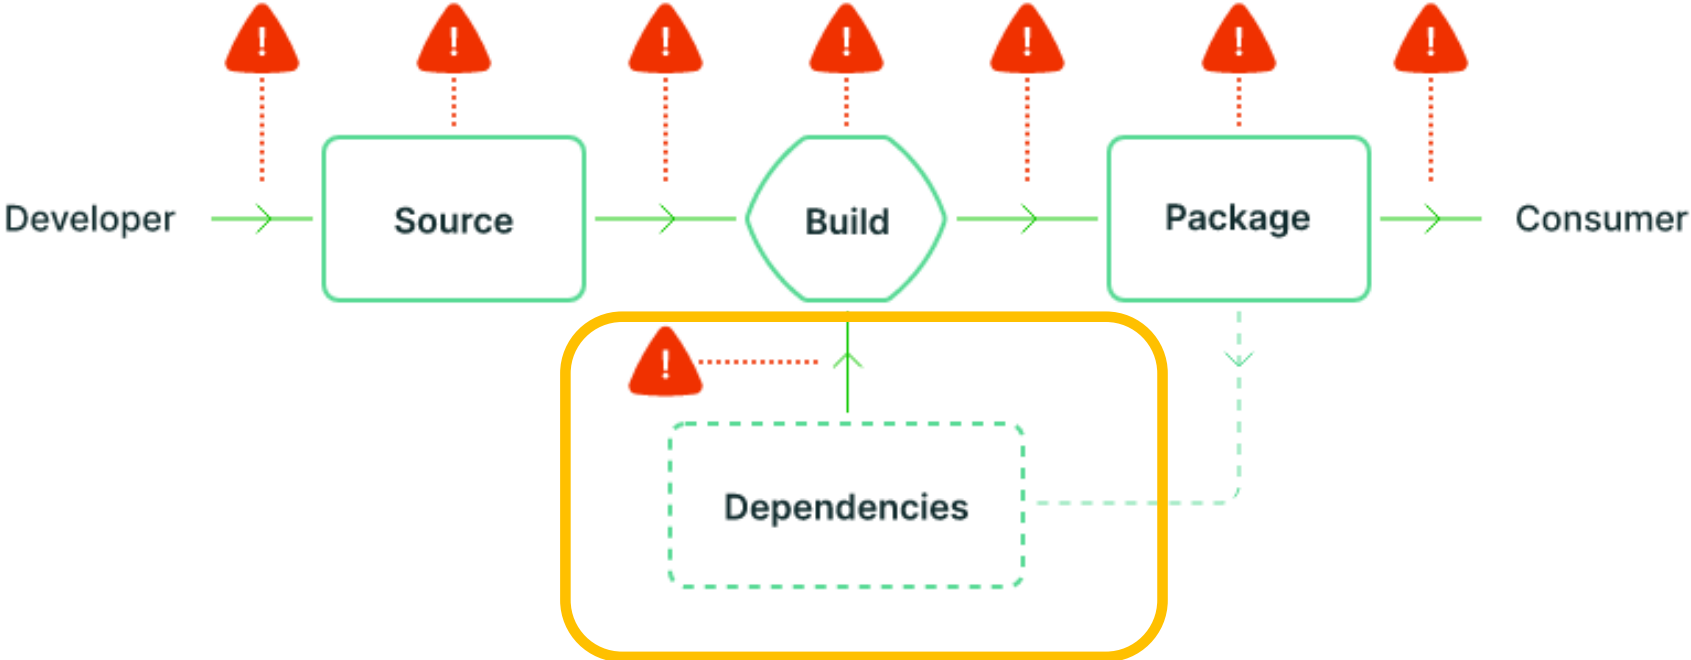 !
!
!
!
!
!
!
Developer
Source
Build
Package
Consumer
!
Dependencies